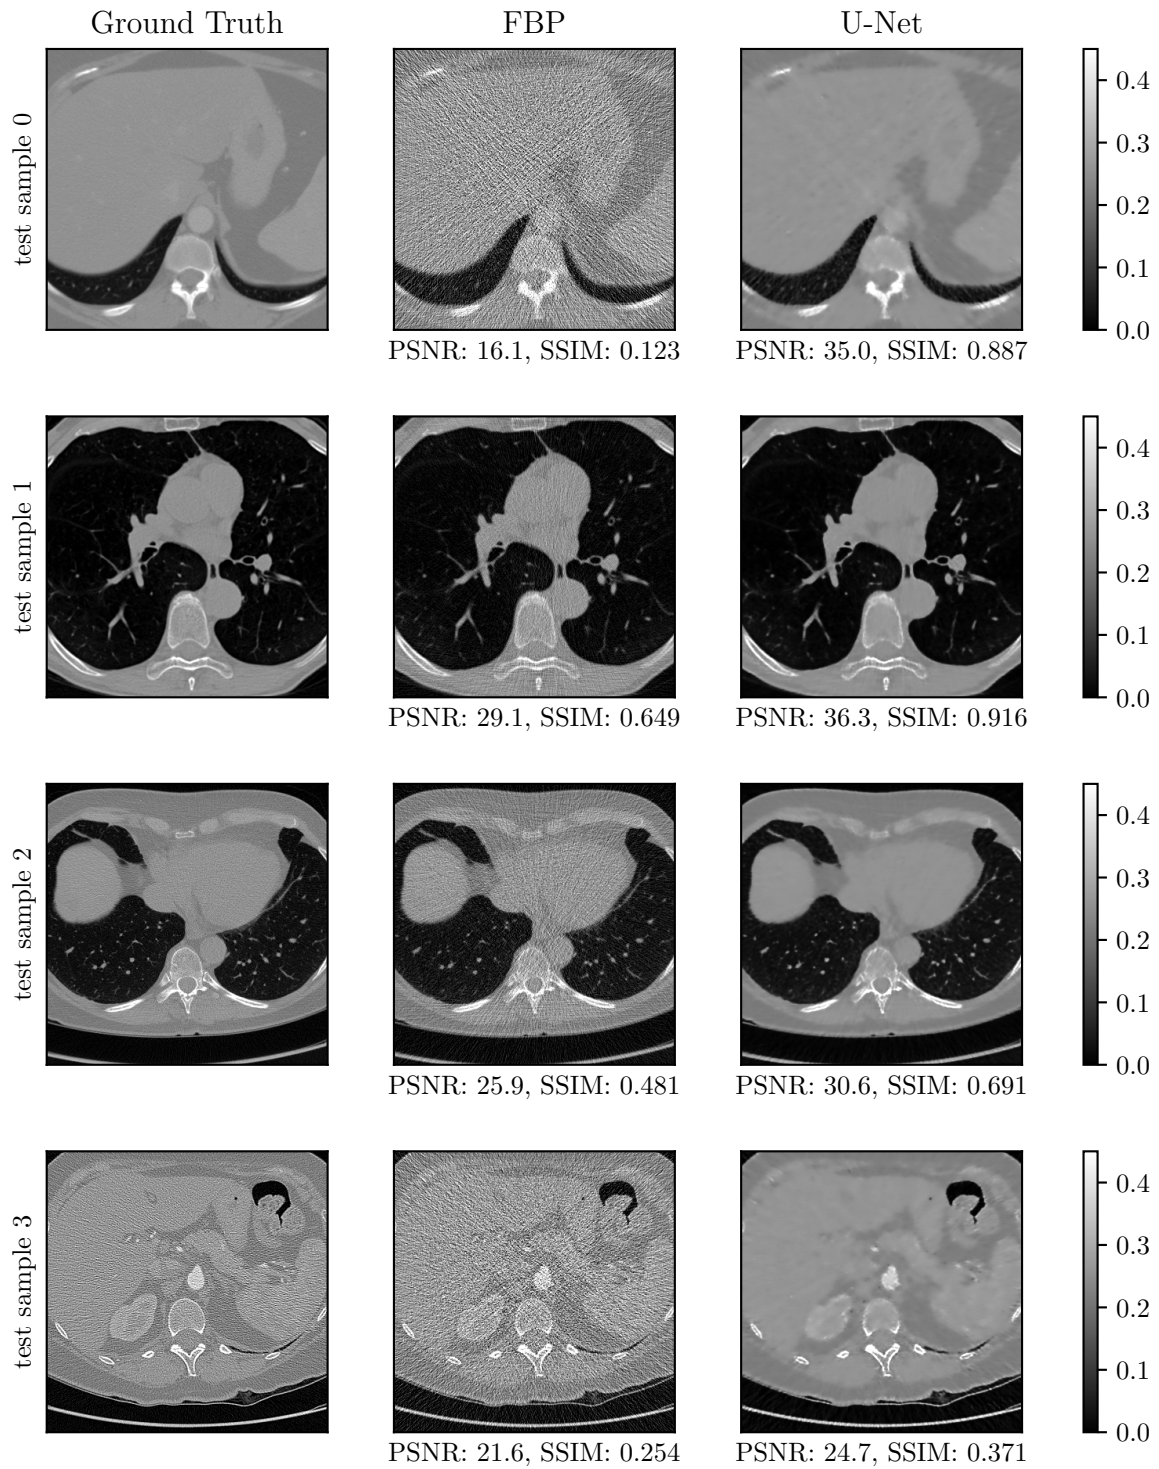 Ground Truth FBP U-Net
test sample 0
0.4
0.3
0.2
0.1
0.0
PSNR: 16.1, SSIM: 0.123 PSNR: 35.0, SSIM: 0.887
test sample 1
0.4
0.3
0.2
0.1
0.0
PSNR: 29.1, SSIM: 0.649 PSNR: 36.3, SSIM: 0.916
test sample 2
0.4
0.3
0.2
0.1
0.0
PSNR: 25.9, SSIM: 0.481 PSNR: 30.6, SSIM: 0.691
test sample 3
0.4
0.3
0.2
0.1
0.0
PSNR: 21.6, SSIM: 0.254 PSNR: 24.7, SSIM: 0.371